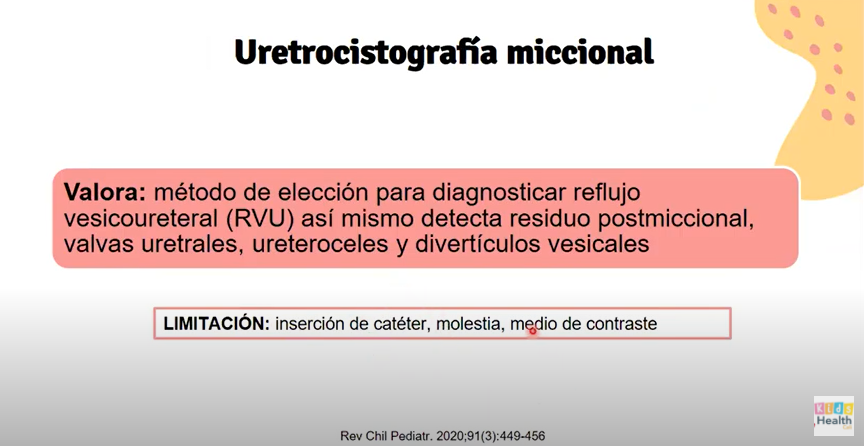 Uretrocistografía miccional
Valora: método de elección para diagnosticar reflujo
vesicoureteral (RVU) así mismo detecta residuo postmiccional,
valvas uretrales, ureteroceles y divertículos vesicales
LIMITACIÓN: inserción de catéter, molestia, medio de contraste
Rev Chil Pediatr. 2020;91(3):449-456
Kids
Health